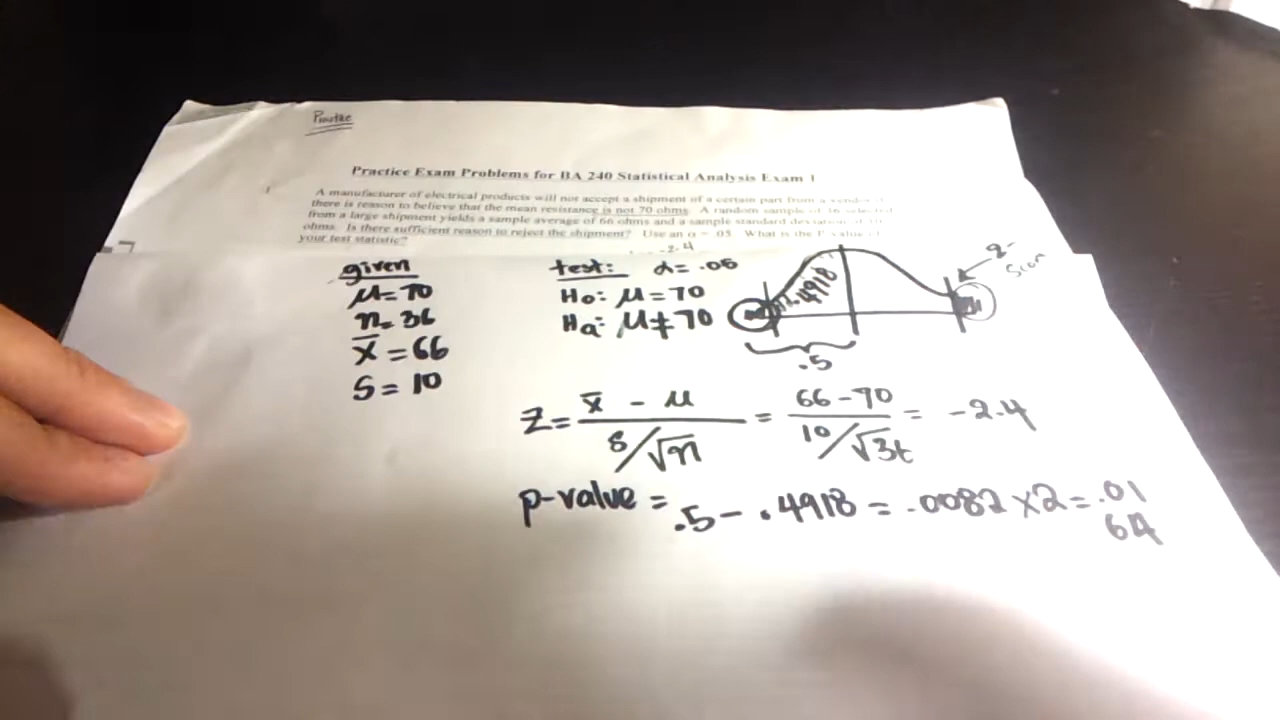 Practice
Practice Exam Problems for BA 240 Statistical Analysis Exam 1
1
A manufacturer of electrical products will not accept a shipment of a certain part from a vendor
there is reason to believe that the mean resistance is not 70 ohms. A random sample of 36 selected
from a large shipment yields a sample average of 66 ohms and a sample standard deviation of
ohms. Is there sufficient reason to reject the shipment? Use an α = .05 What is the P value of
your test statistic?
-2.4
given
μ=70
n=36
x̄=66
S=10
test: α=.05
Ho: μ=70
Ha: μ≠70
.4918
.5
z-
Score
Z= (x̄ - μ)/(s/√n) = (66-70)/(10/√36) = -2.4
p-value = .5 - .4918 = .0082 x2=.01
64